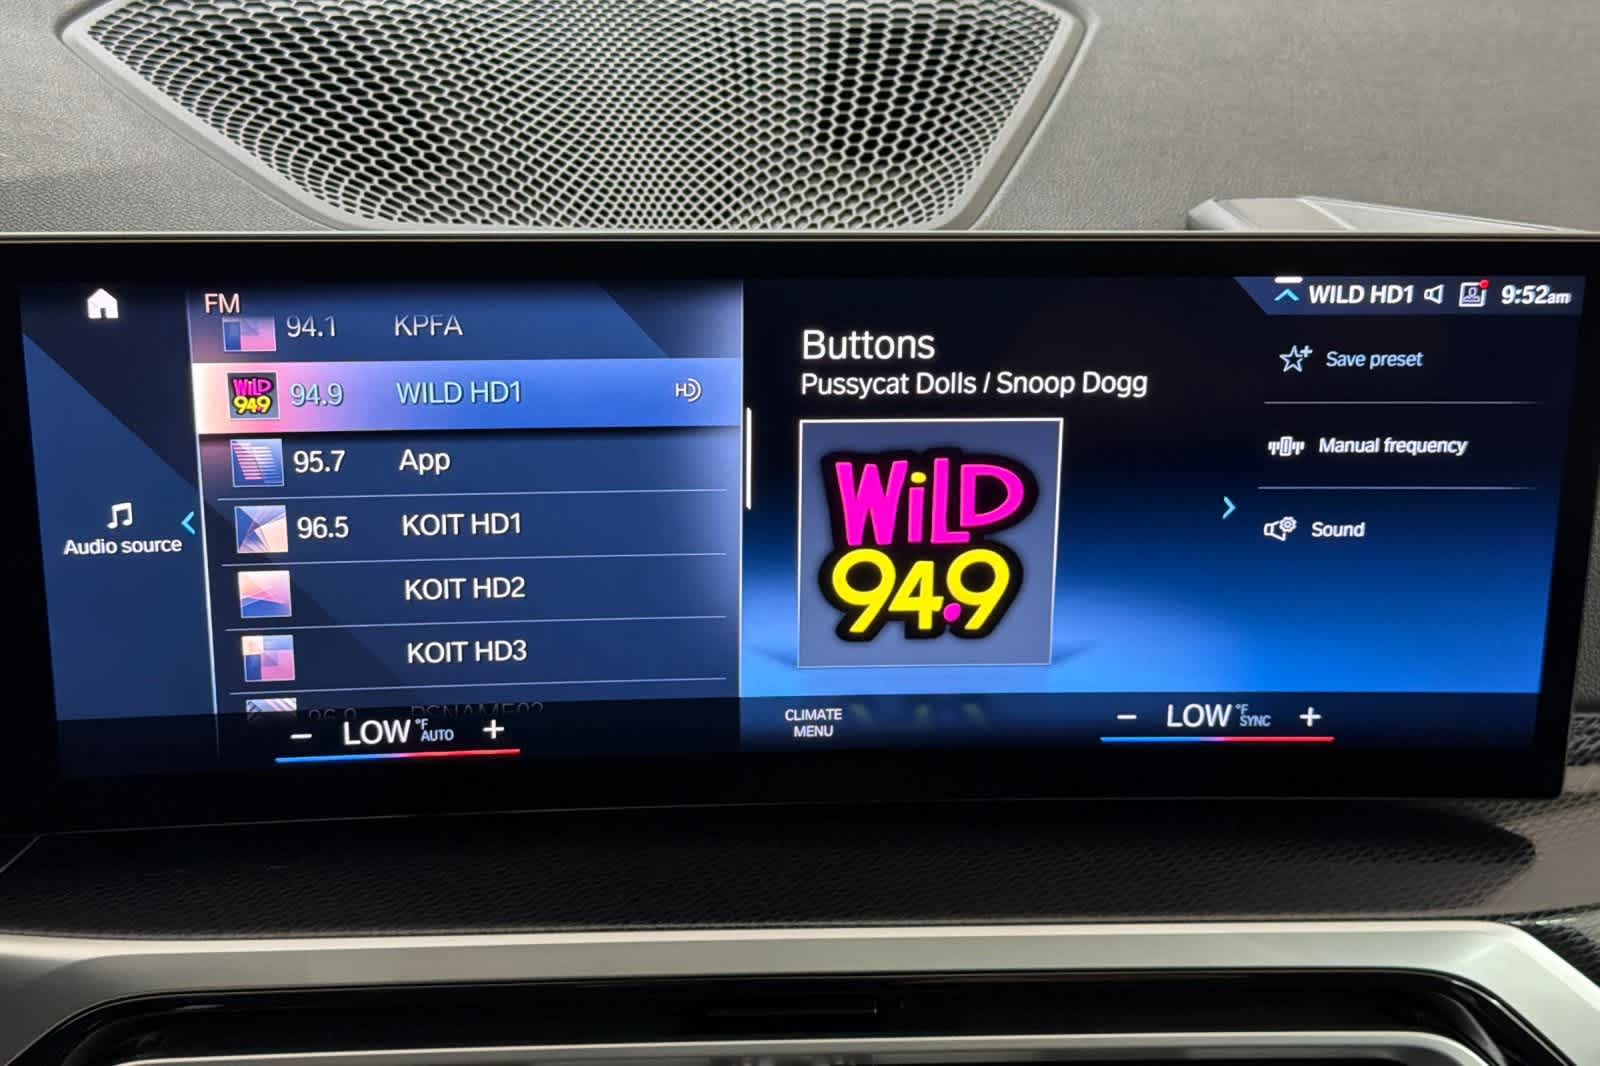 FM
94.1 KPFA
WILD 94.9 94.9 WILD HD1 HD
95.7 App
96.5 KOIT HD1
KOIT HD2
KOIT HD3
Audio source
LOW °F AUTO
Buttons
Pussycat Dolls / Snoop Dogg
WiLD
94.9
CLIMATE
MENU
WILD HD1 9:52am
Save preset
Manual frequency
Sound
LOW °F SYNC